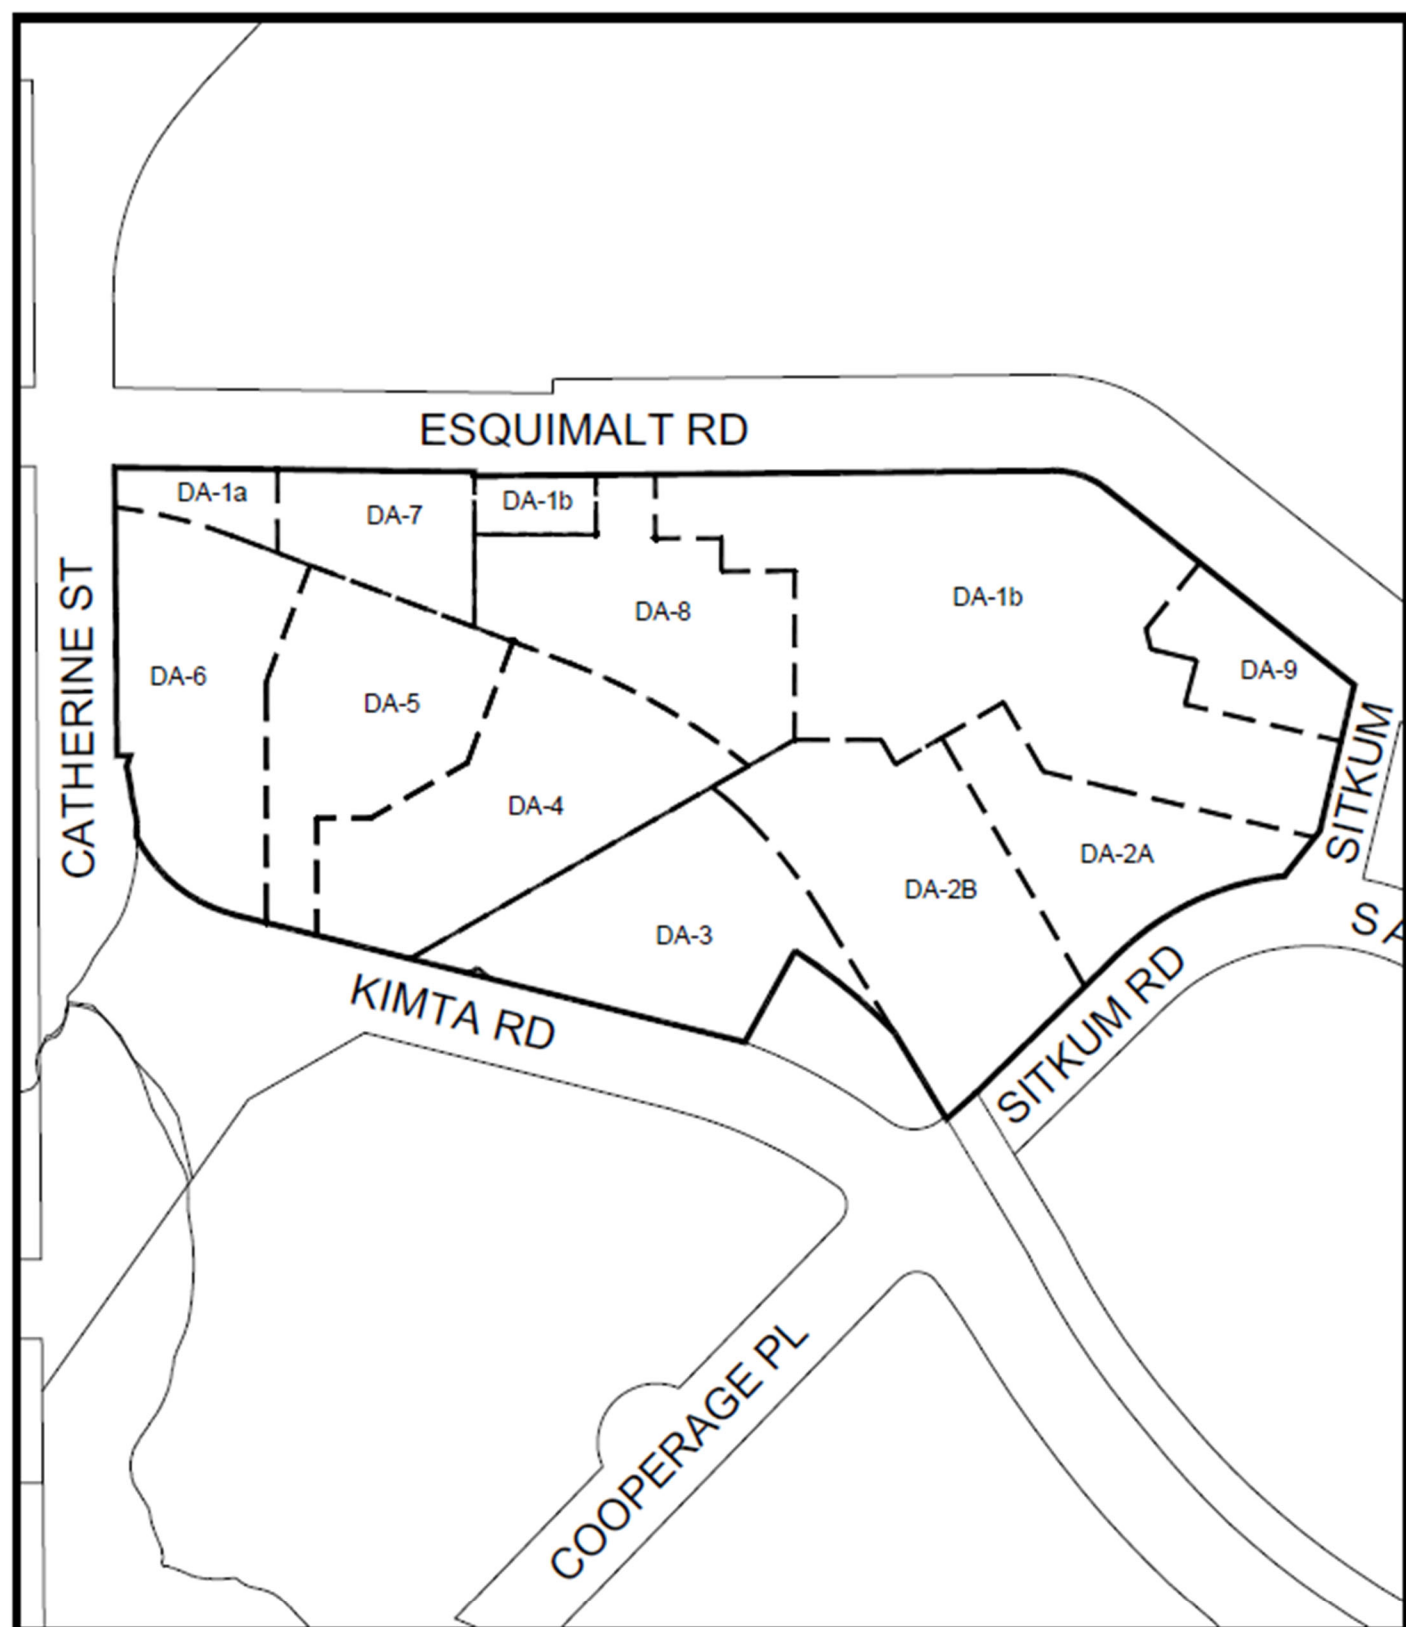 ESQUIMALT RD
DA-1a
DA-7
DA-1b
DA-8
DA-1b
DA-9
CATHERINE ST
DA-6
DA-5
DA-4
SITKUM
DA-2A
DA-2B
DA-3
S A
KIMTA RD
SITKUM RD
COOPERAGE PL